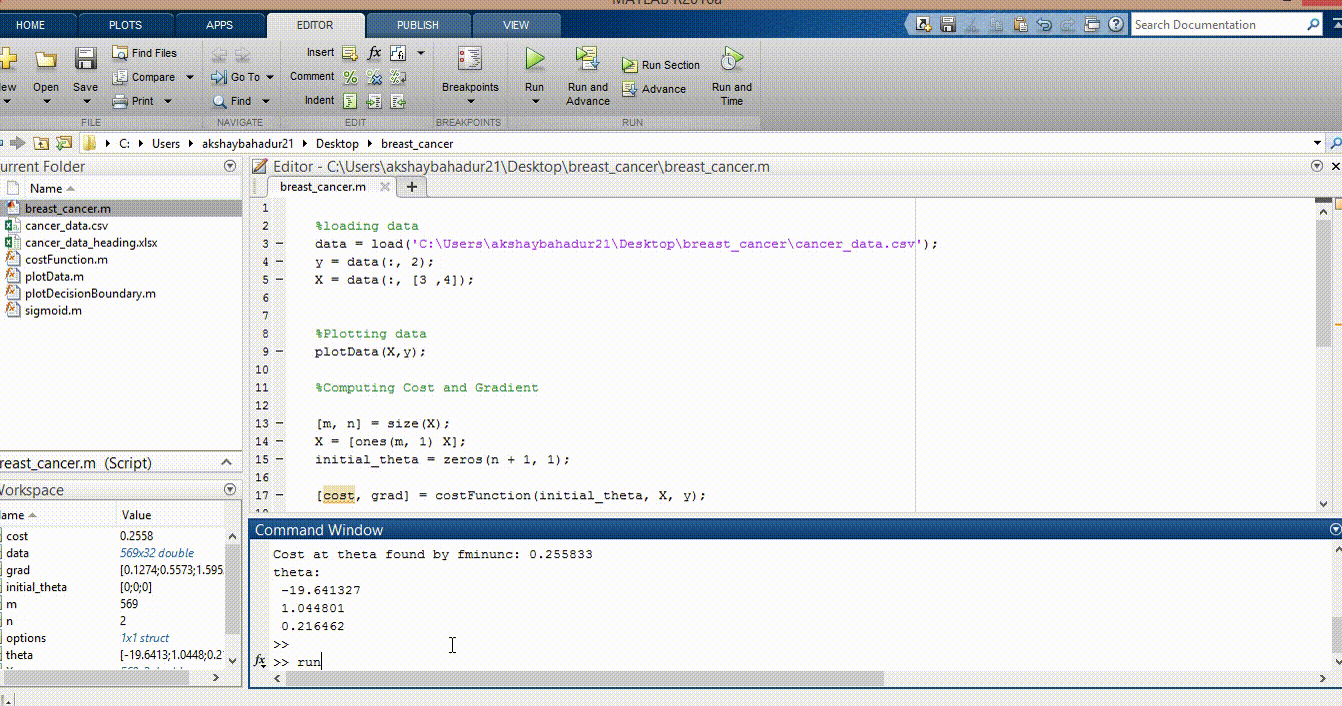 MATLAB R2016a
HOME PLOTS APPS EDITOR PUBLISH VIEW
Search Documentation
Find Files Insert fx
ew Open Save Compare Go To Comment Breakpoints Run Run and Advance Run Section Advance Run and Time
Print Find Indent
FILE NAVIGATE EDIT BREAKPOINTS RUN
C: Users akshaybahadur21 Desktop breast_cancer
urrent Folder
Name
breast_cancer.m
cancer_data.csv
cancer_data_heading.xlsx
costFunction.m
plotData.m
plotDecisionBoundary.m
sigmoid.m
reast_cancer.m (Script)
Workspace
ame Value
cost 0.2558
data 569x32 double
grad [0.1274;0.5573;1.595
initial_theta [0;0;0]
m 569
n 2
options 1x1 struct
theta [-19.6413;1.0448;0.2
Editor - C:\Users\akshaybahadur21\Desktop\breast_cancer\breast_cancer.m
breast_cancer.m +
1
2 %loading data
3 – data = load('C:\Users\akshaybahadur21\Desktop\breast_cancer\cancer_data.csv');
4 – y = data(:, 2);
5 – X = data(:, [3 ,4]);
6
7
8 %Plotting data
9 – plotData(X,y);
10
11 %Computing Cost and Gradient
12
13 – [m, n] = size(X);
14 – X = [ones(m, 1) X];
15 – initial_theta = zeros(n + 1, 1);
16
17 – [cost, grad] = costFunction(initial_theta, X, y);
Command Window
Cost at theta found by fminunc: 0.255833
theta:
-19.641327
1.044801
0.216462
>>
fx >> run